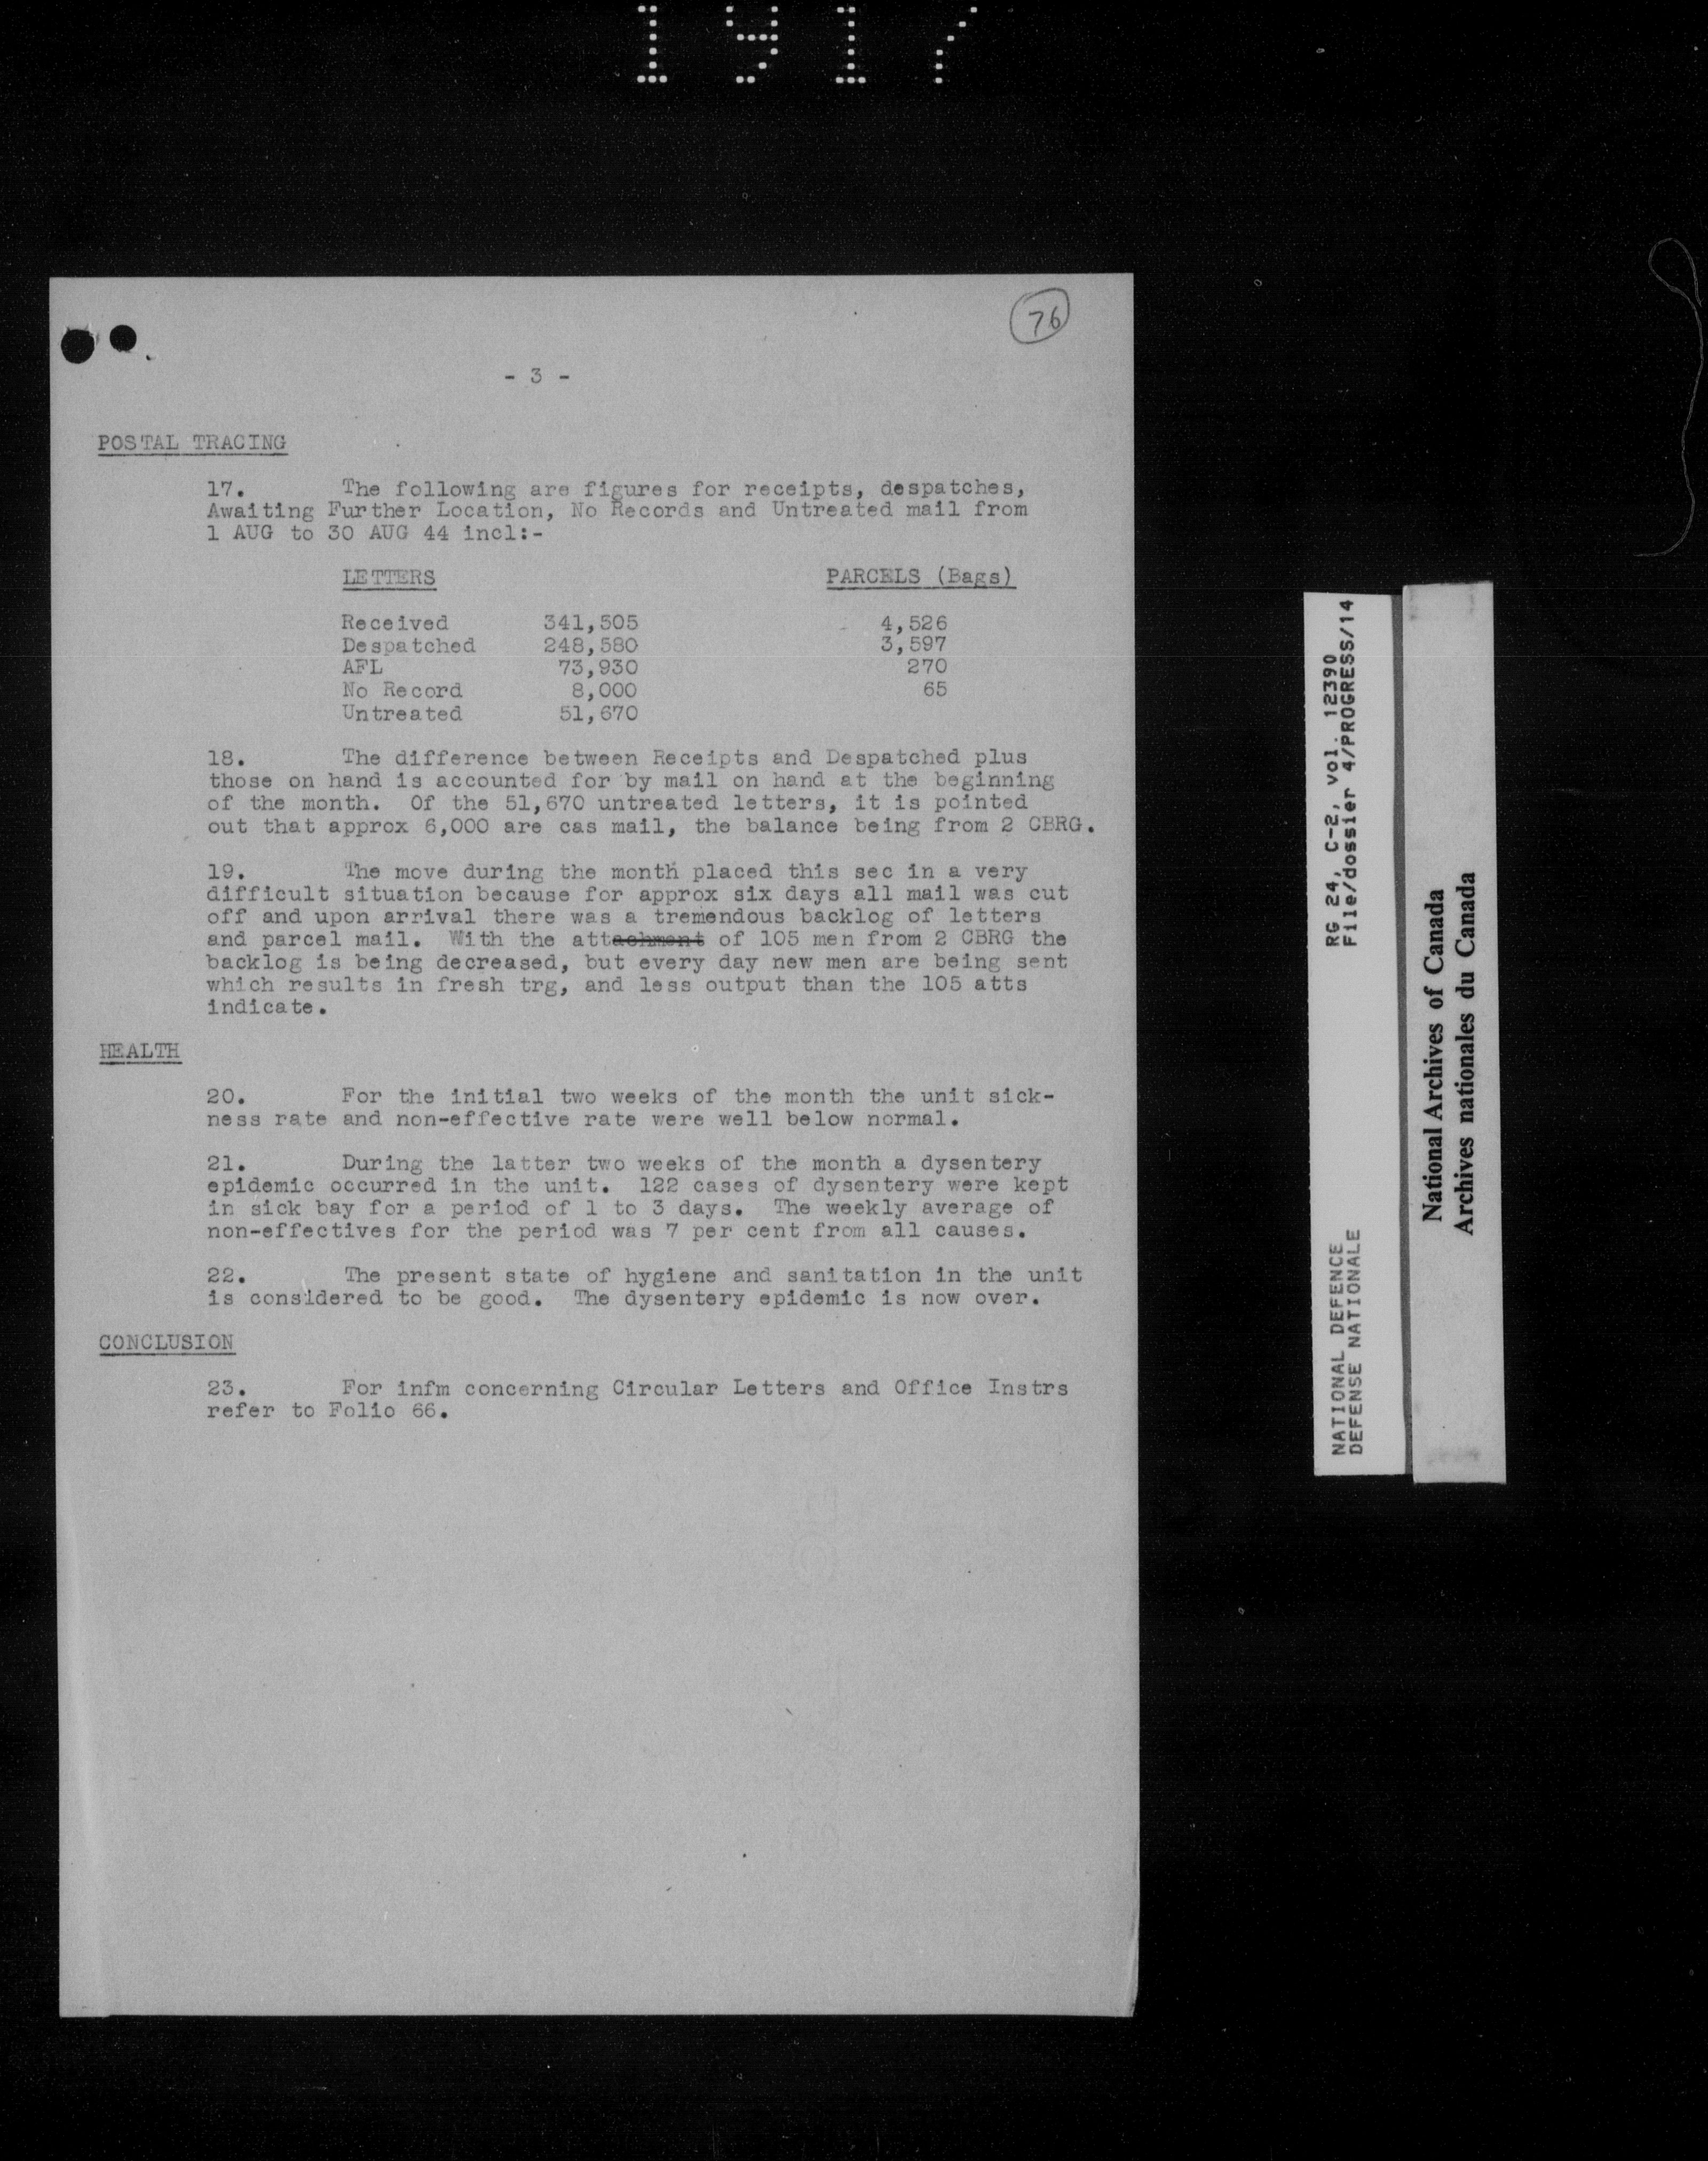 1917
76
- 3 -
POSTAL TRACING
17. The following are figures for receipts, despatches,
Awaiting Further Location, No Records and Untreated mail from
1 AUG to 30 AUG 44 incl:-
LETTERS PARCELS (Bags)
Received 341,505 4,526
Despatched 248,580 3,597
AFL 73,930 270
No Record 8,000 65
Untreated 51,670
18. The difference between Receipts and Despatched plus
those on hand is accounted for by mail on hand at the beginning
of the month. Of the 51,670 untreated letters, it is pointed
out that approx 6,000 are cas mail, the balance being from 2 CBRG.
19. The move during the month placed this sec in a very
difficult situation because for approx six days all mail was cut
off and upon arrival there was a tremendous backlog of letters
and parcel mail. With the attachment of 105 men from 2 CBRG the
backlog is being decreased, but every day new men are being sent
which results in fresh trg, and less output than the 105 atts
indicate.
HEALTH
20. For the initial two weeks of the month the unit sick-
ness rate and non-effective rate were well below normal.
21. During the latter two weeks of the month a dysentery
epidemic occurred in the unit. 122 cases of dysentery were kept
in sick bay for a period of 1 to 3 days. The weekly average of
non-effectives for the period was 7 per cent from all causes.
22. The present state of hygiene and sanitation in the unit
is considered to be good. The dysentery epidemic is now over.
CONCLUSION
23. For infm concerning Circular Letters and Office Instrs
refer to Folio 66.
NATIONAL DEFENCE RG 24, C-2, vol. 12390
DEFENSE NATIONALE File/dossier 4/PROGRESS/14
National Archives of Canada
Archives nationales du Canada